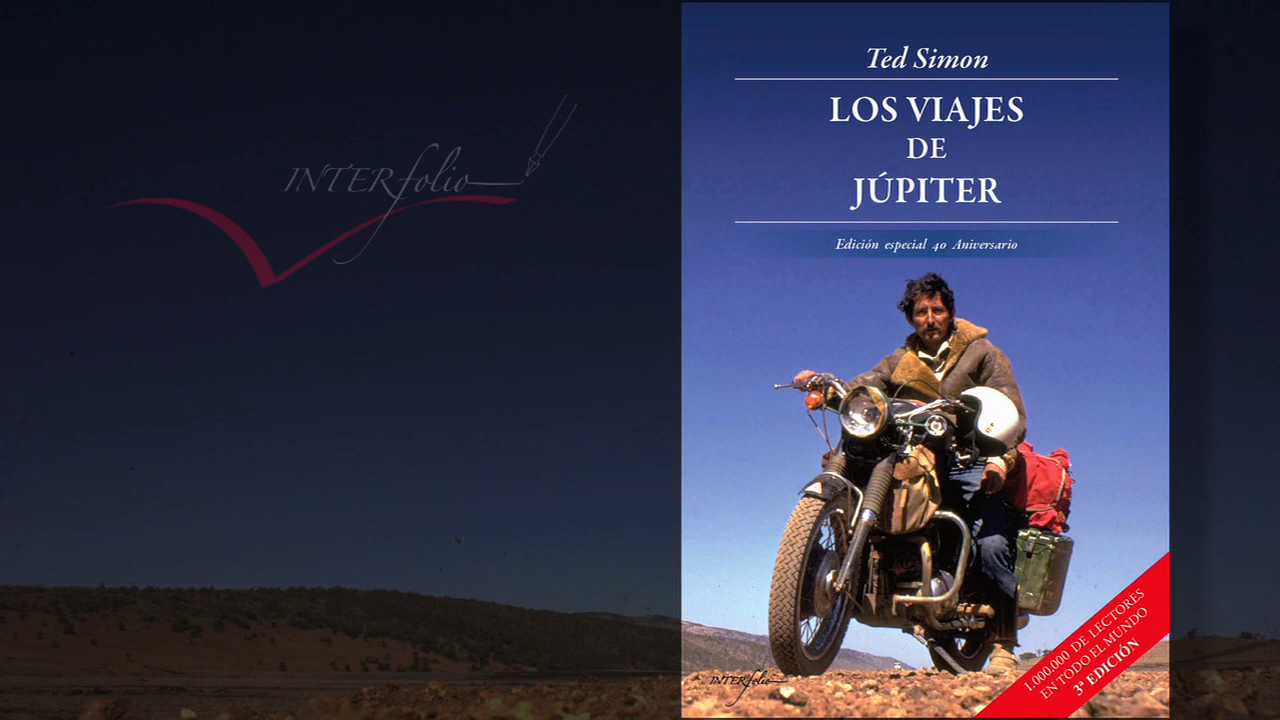 INTERfolio
Ted Simon
LOS VIAJES
DE
JÚPITER
Edición especial 40 Aniversario
1.000.000 DE LECTORES
EN TODO EL MUNDO
3ª EDICIÓN
INTERfolio